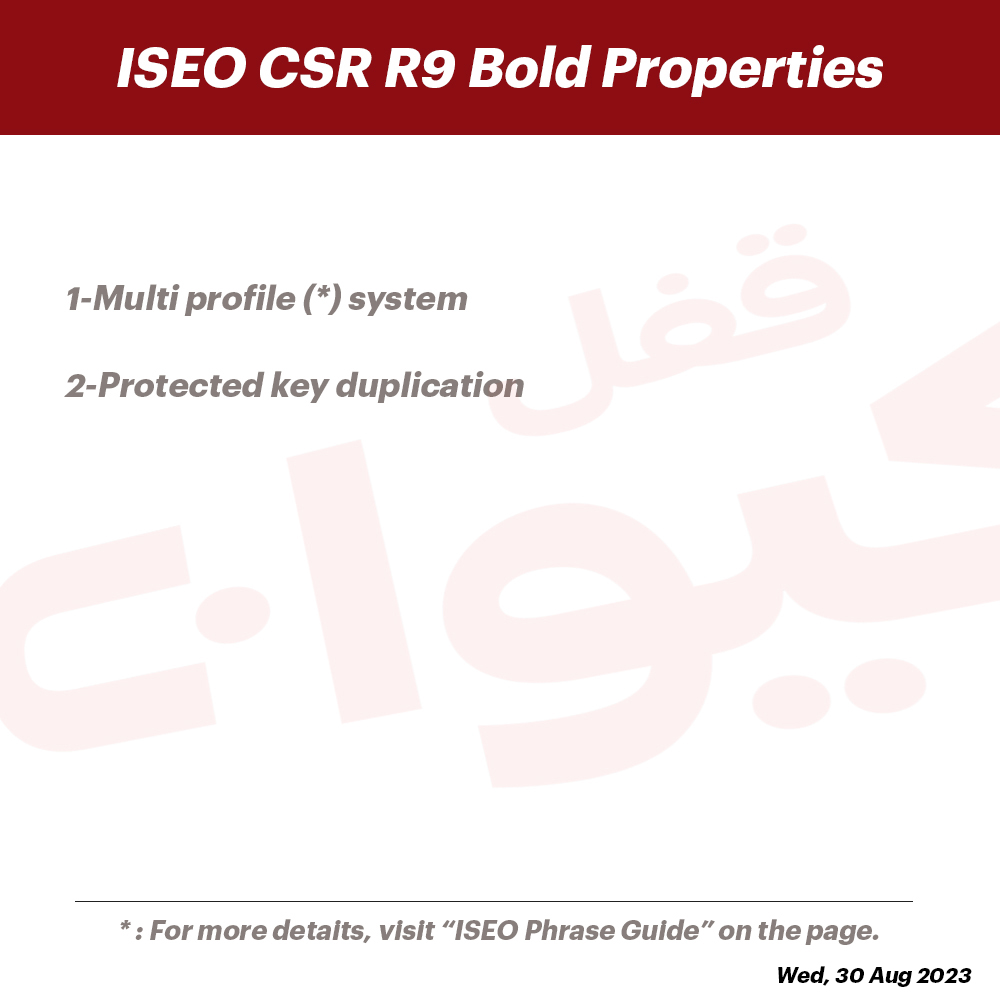 ISEO CSR R9 Bold Properties
قفل
کیوان
1-Multi profile (*) system
2-Protected key duplication
* : For more detaits, visit “ISEO Phrase Guide” on the page.
Wed, 30 Aug 2023